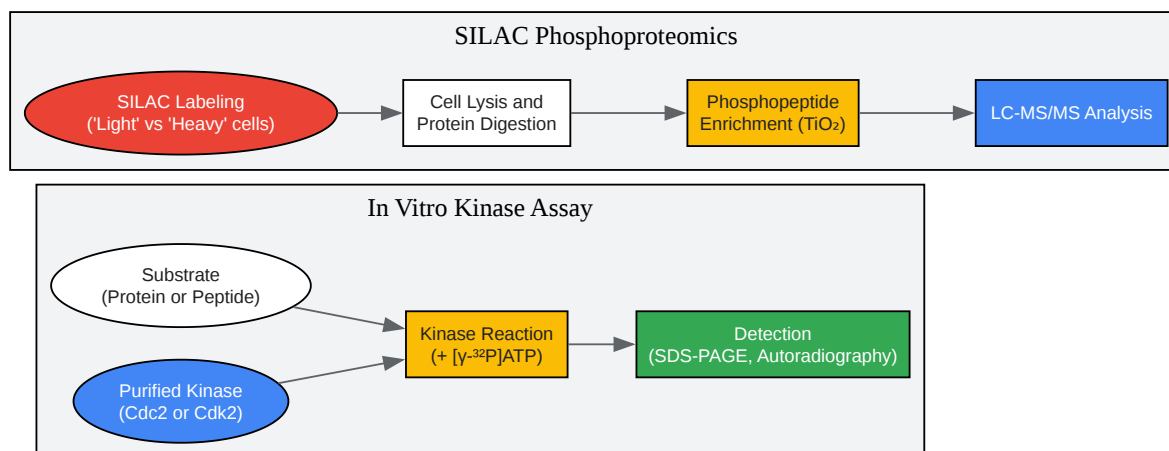 SILAC Phosphoproteomics
SILAC Labeling
('Light' vs 'Heavy' cells)
Cell Lysis and
Protein Digestion
Phosphopeptide
Enrichment (TiO₂)
LC-MS/MS Analysis
In Vitro Kinase Assay
Substrate
(Protein or Peptide)
Purified Kinase
(Cdc2 or Cdk2)
Kinase Reaction
(+ [γ-³²P]ATP)
Detection
(SDS-PAGE, Autoradiography)